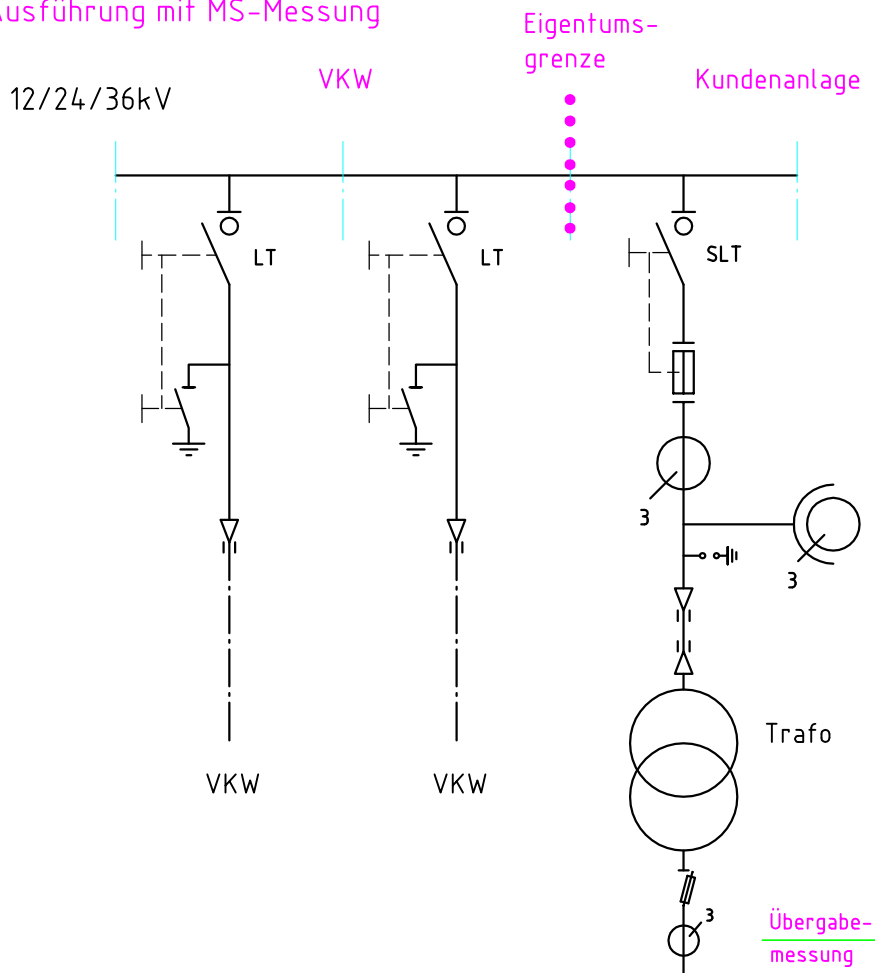 Ausführung mit MS-Messung
Eigentums-
grenze
VKW
Kundenanlage
12/24/36kV
LT
LT
SLT
3
3
Trafo
VKW
VKW
3
Übergabe-
messung